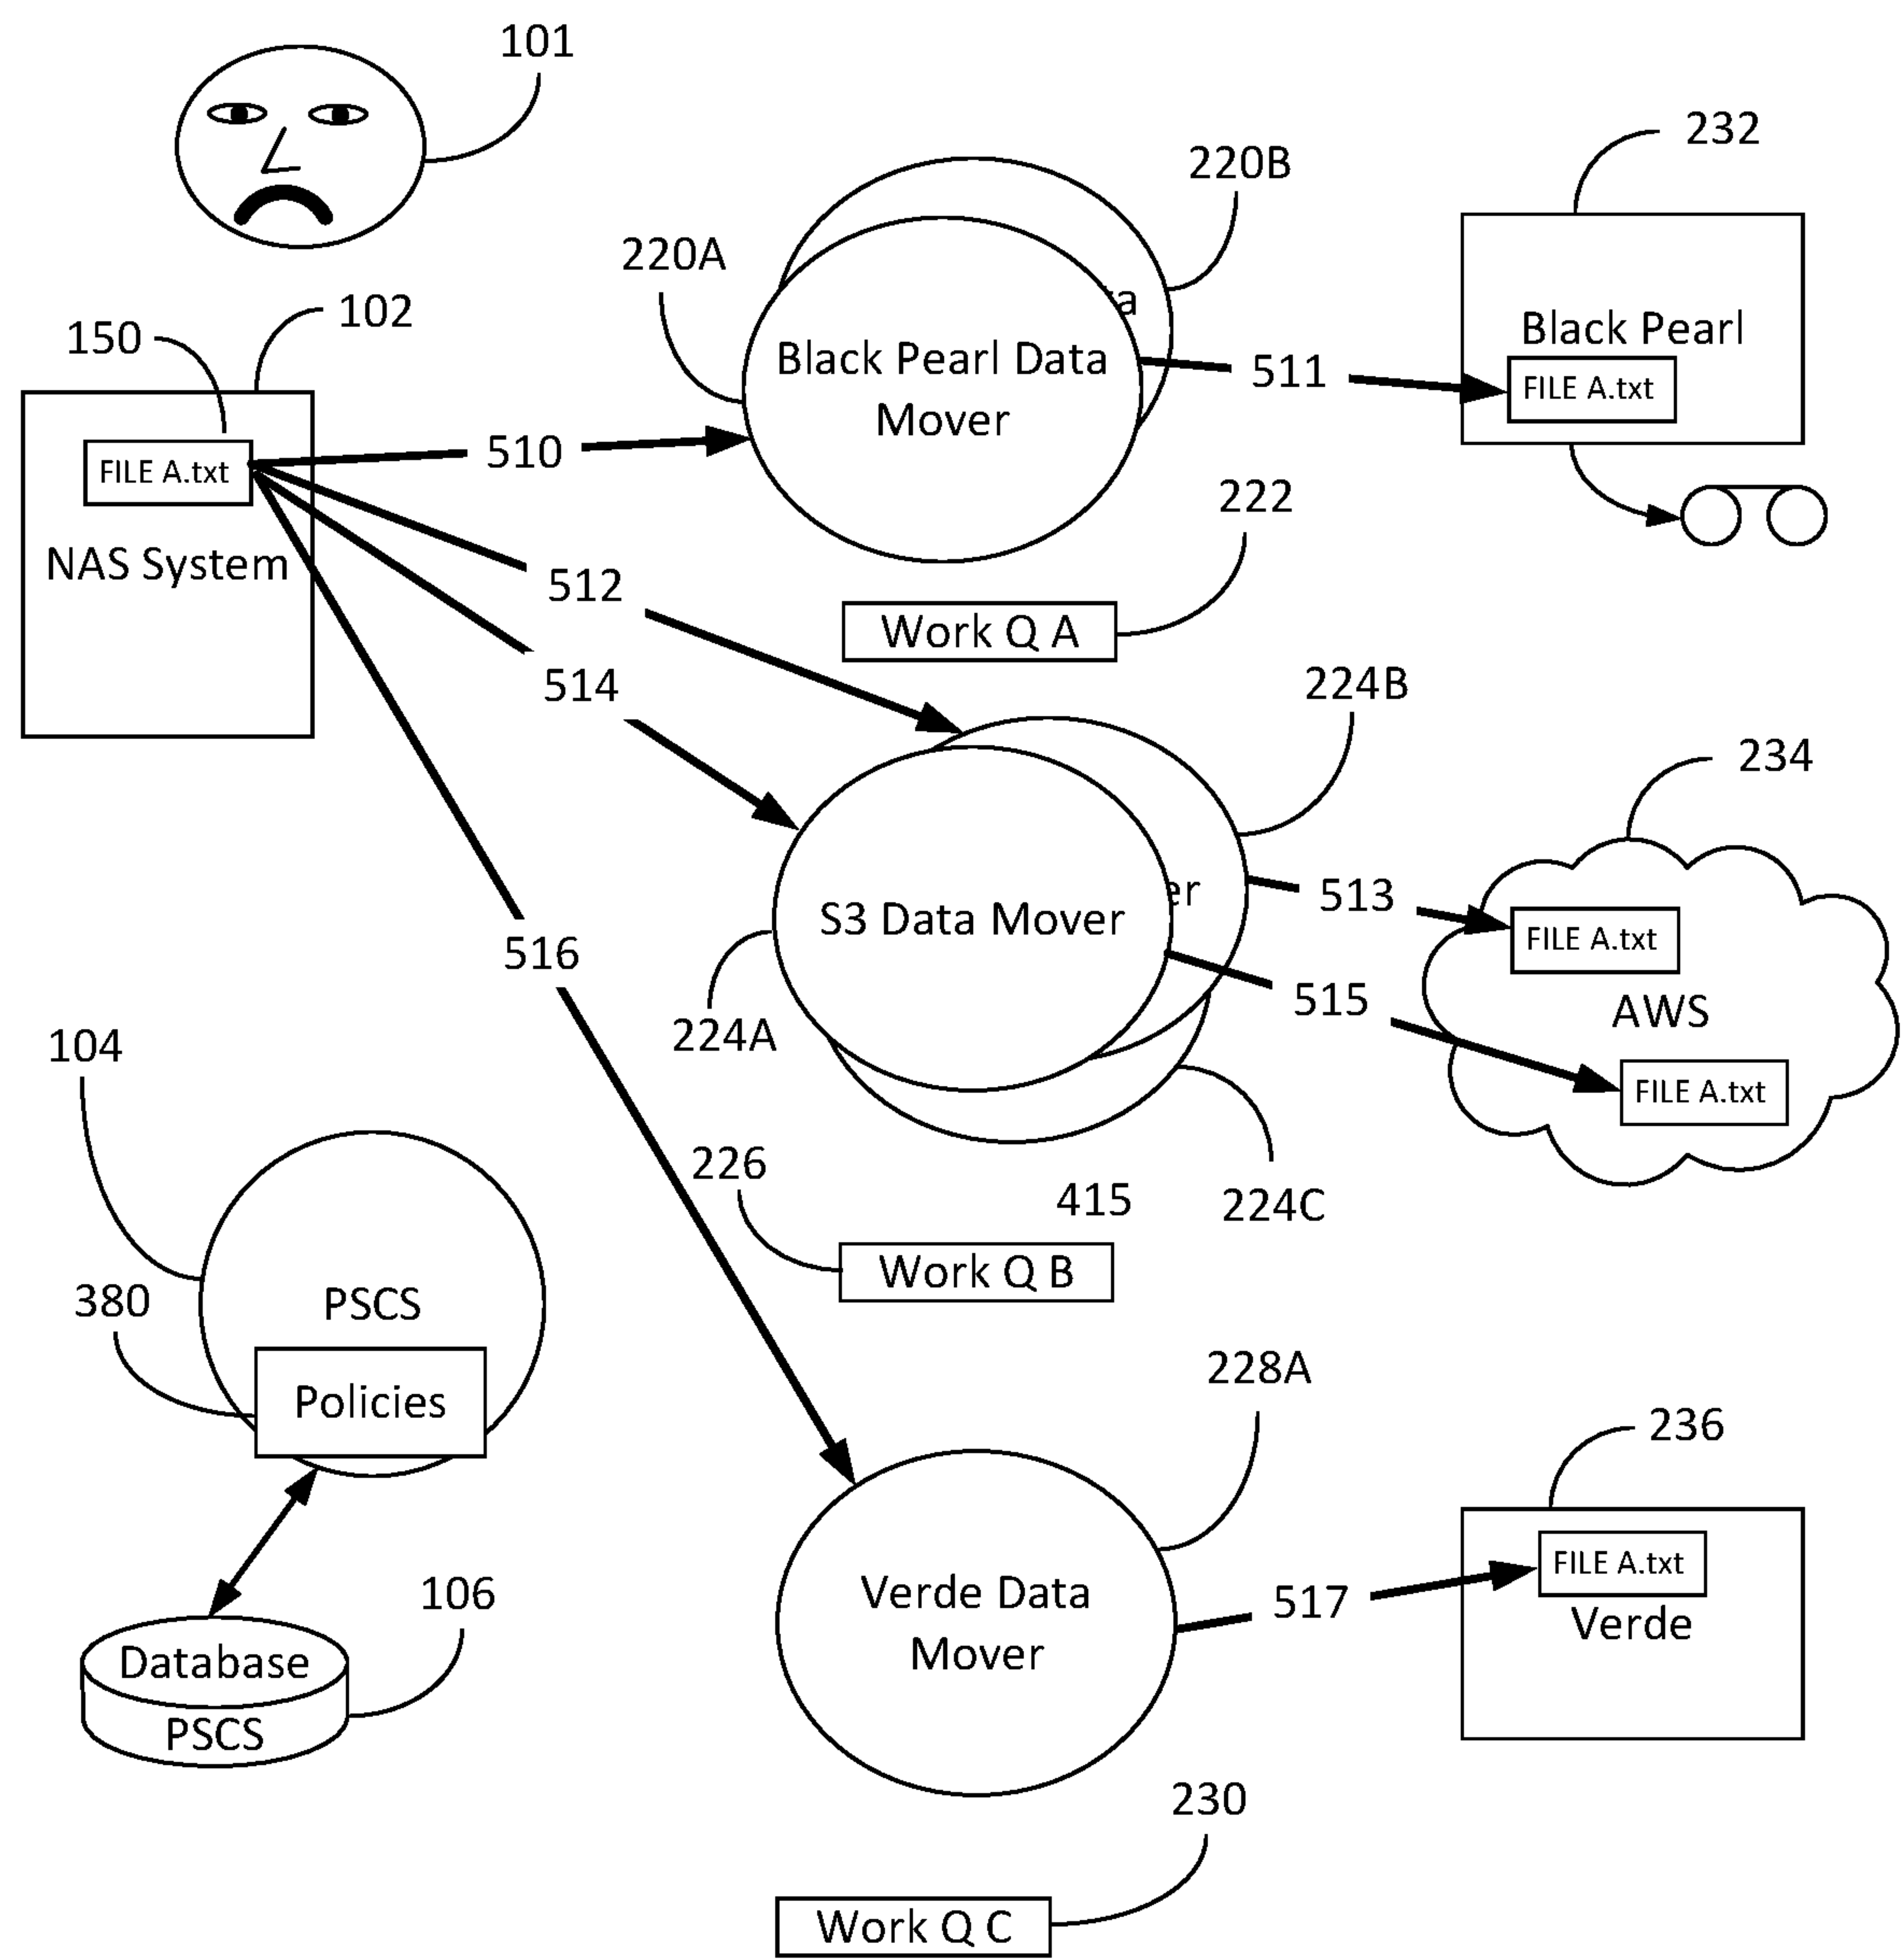 101
232
220B
220A
102
150
Black Pearl
FILE A.txt
Black Pearl Data
Mover
511
510
FILE A.txt
NAS System
222
512
Work Q A
514
224B
234
513
S3 Data Mover
FILE A.txt
516
515
AWS
224A
104
FILE A.txt
226
415
224C
Work Q B
380
PSCS
Policies
228A
236
FILE A.txt
Verde
106
Verde Data
Mover
517
Database
PSCS
230
Work Q C